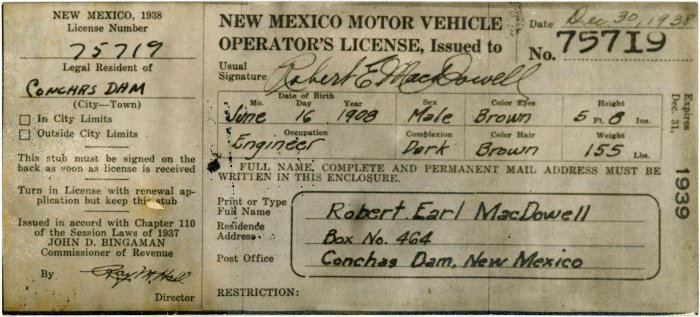 NEW MEXICO, 1938
License Number
75719
Legal Resident of
CONCHAS DAM
(City—Town)
In City Limits
Outside City Limits
This stub must be signed on the
back as soon as license is received
Turn in License with renewal ap-
plication but keep this stub
Issued in accord with Chapter 110
of the Session Laws of 1937
JOHN D. BINGAMAN
Commissioner of Revenue
By Hall
Director
NEW MEXICO MOTOR VEHICLE
OPERATOR'S LICENSE, Issued to
Date Dec 30, 1938
No. 75719
Usual
Signature Robert E. MacDowell
Date of Birth
Mo. Day Year Sex Color Eyes Height
June 16 1908 Male Brown 5 Ft. 8 Ins.
Occupation Complexion Color Hair Weight
Engineer Dark Brown 155 Lbs.
FULL NAME, COMPLETE AND PERMANENT MAIL ADDRESS MUST BE
WRITTEN IN THIS ENCLOSURE.
Print or Type
Full Name Robert Earl MacDowell
Residence
Address Box No. 464
Post Office Conchas Dam, New Mexico
RESTRICTION:
Expires
Dec. 31,
1939